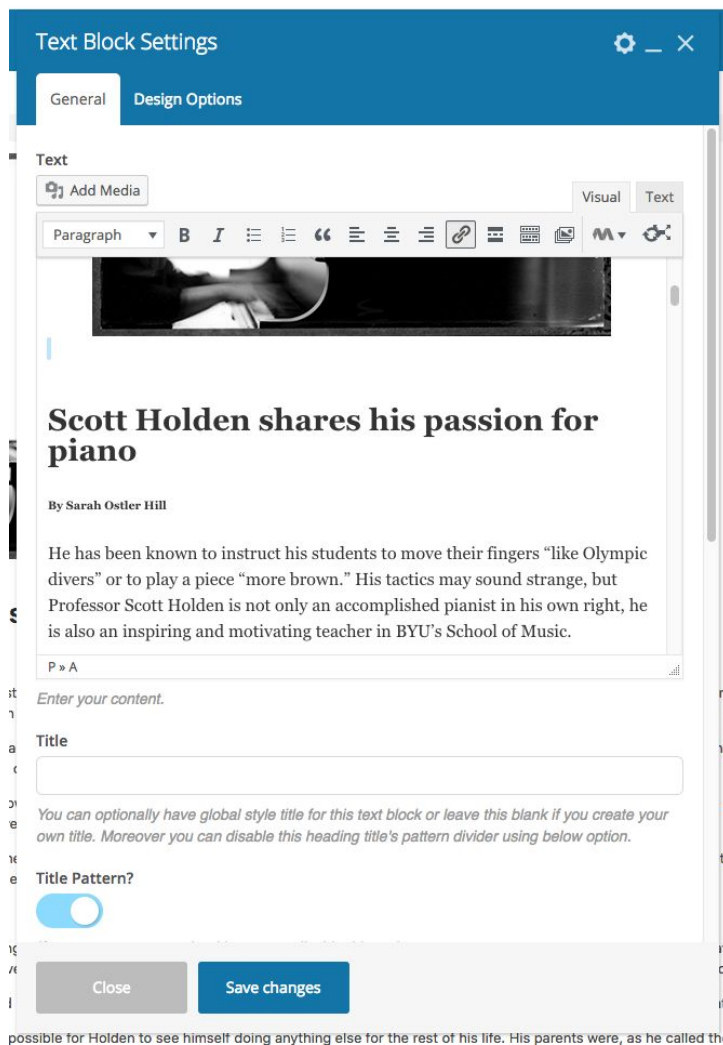 Text Block Settings
General Design Options
Text
Add Media
Visual Text
Paragraph
Scott Holden shares his passion for
piano
By Sarah Ostler Hill
He has been known to instruct his students to move their fingers “like Olympic
divers” or to play a piece “more brown.” His tactics may sound strange, but
Professor Scott Holden is not only an accomplished pianist in his own right, he
is also an inspiring and motivating teacher in BYU’s School of Music.
P » A
Enter your content.
Title
You can optionally have global style title for this text block or leave this blank if you create your
own title. Moreover you can disable this heading title's pattern divider using below option.
Title Pattern?
Close Save changes
possible for Holden to see himself doing anything else for the rest of his life. His parents were, as he called